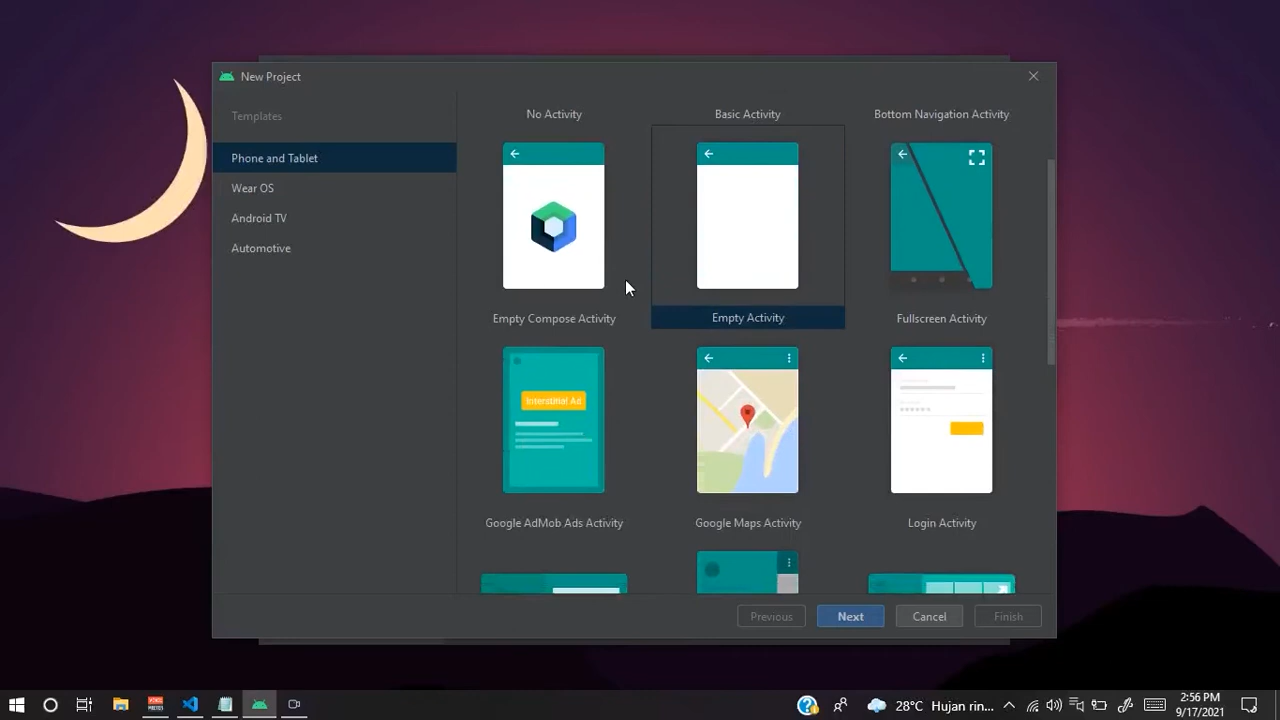 New Project
Templates
Phone and Tablet
Wear OS
Android TV
Automotive
No Activity
Basic Activity
Bottom Navigation Activity
Empty Compose Activity
Empty Activity
Fullscreen Activity
Interstitial Ad
Google AdMob Ads Activity
Google Maps Activity
Login Activity
Previous
Next
Cancel
Finish
28°C Hujan rin...
2:56 PM
9/17/2021